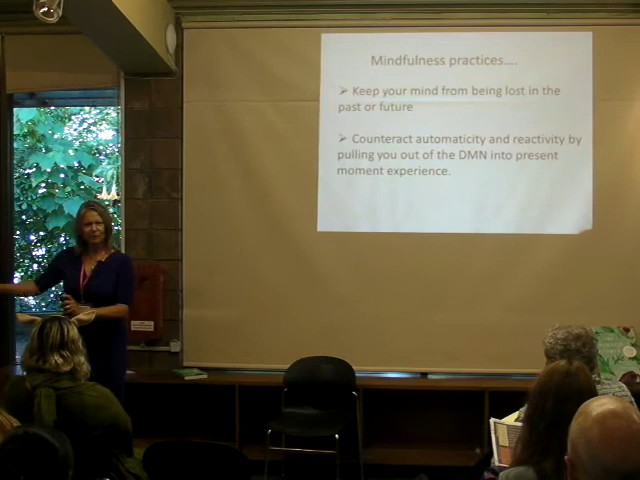 Mindfulness practices....
➢ Keep your mind from being lost in the
past or future
➢ Counteract automaticity and reactivity by
pulling you out of the DMN into present
moment experience.